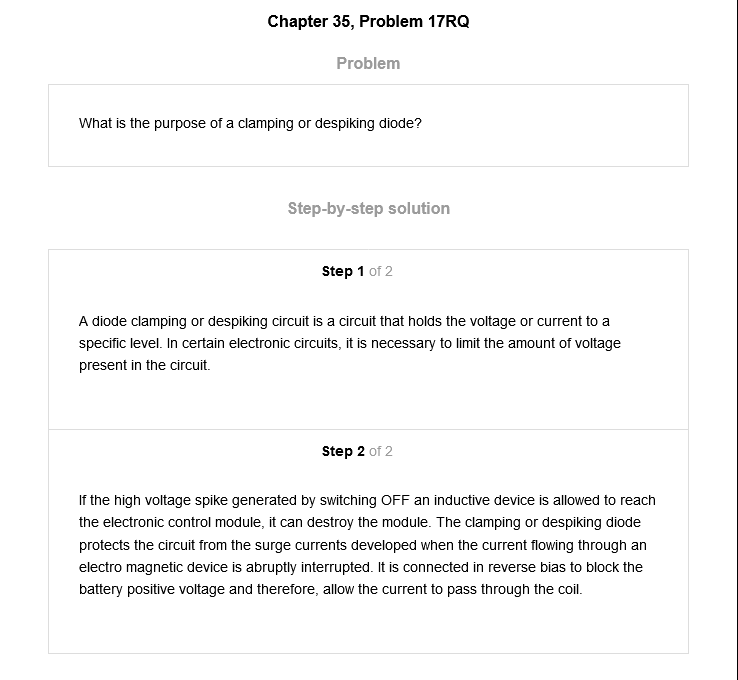 Chapter 35, Problem 17RQ
Problem
What is the purpose of a clamping or despiking diode?
Step-by-step solution
Step 1 of 2
A diode clamping or despiking circuit is a circuit that holds the voltage or current to a
specific level. In certain electronic circuits, it is necessary to limit the amount of voltage
present in the circuit.
Step 2 of 2
If the high voltage spike generated by switching OFF an inductive device is allowed to reach
the electronic control module, it can destroy the module. The clamping or despiking diode
protects the circuit from the surge currents developed when the current flowing through an
electro magnetic device is abruptly interrupted. It is connected in reverse bias to block the
battery positive voltage and therefore, allow the current to pass through the coil.